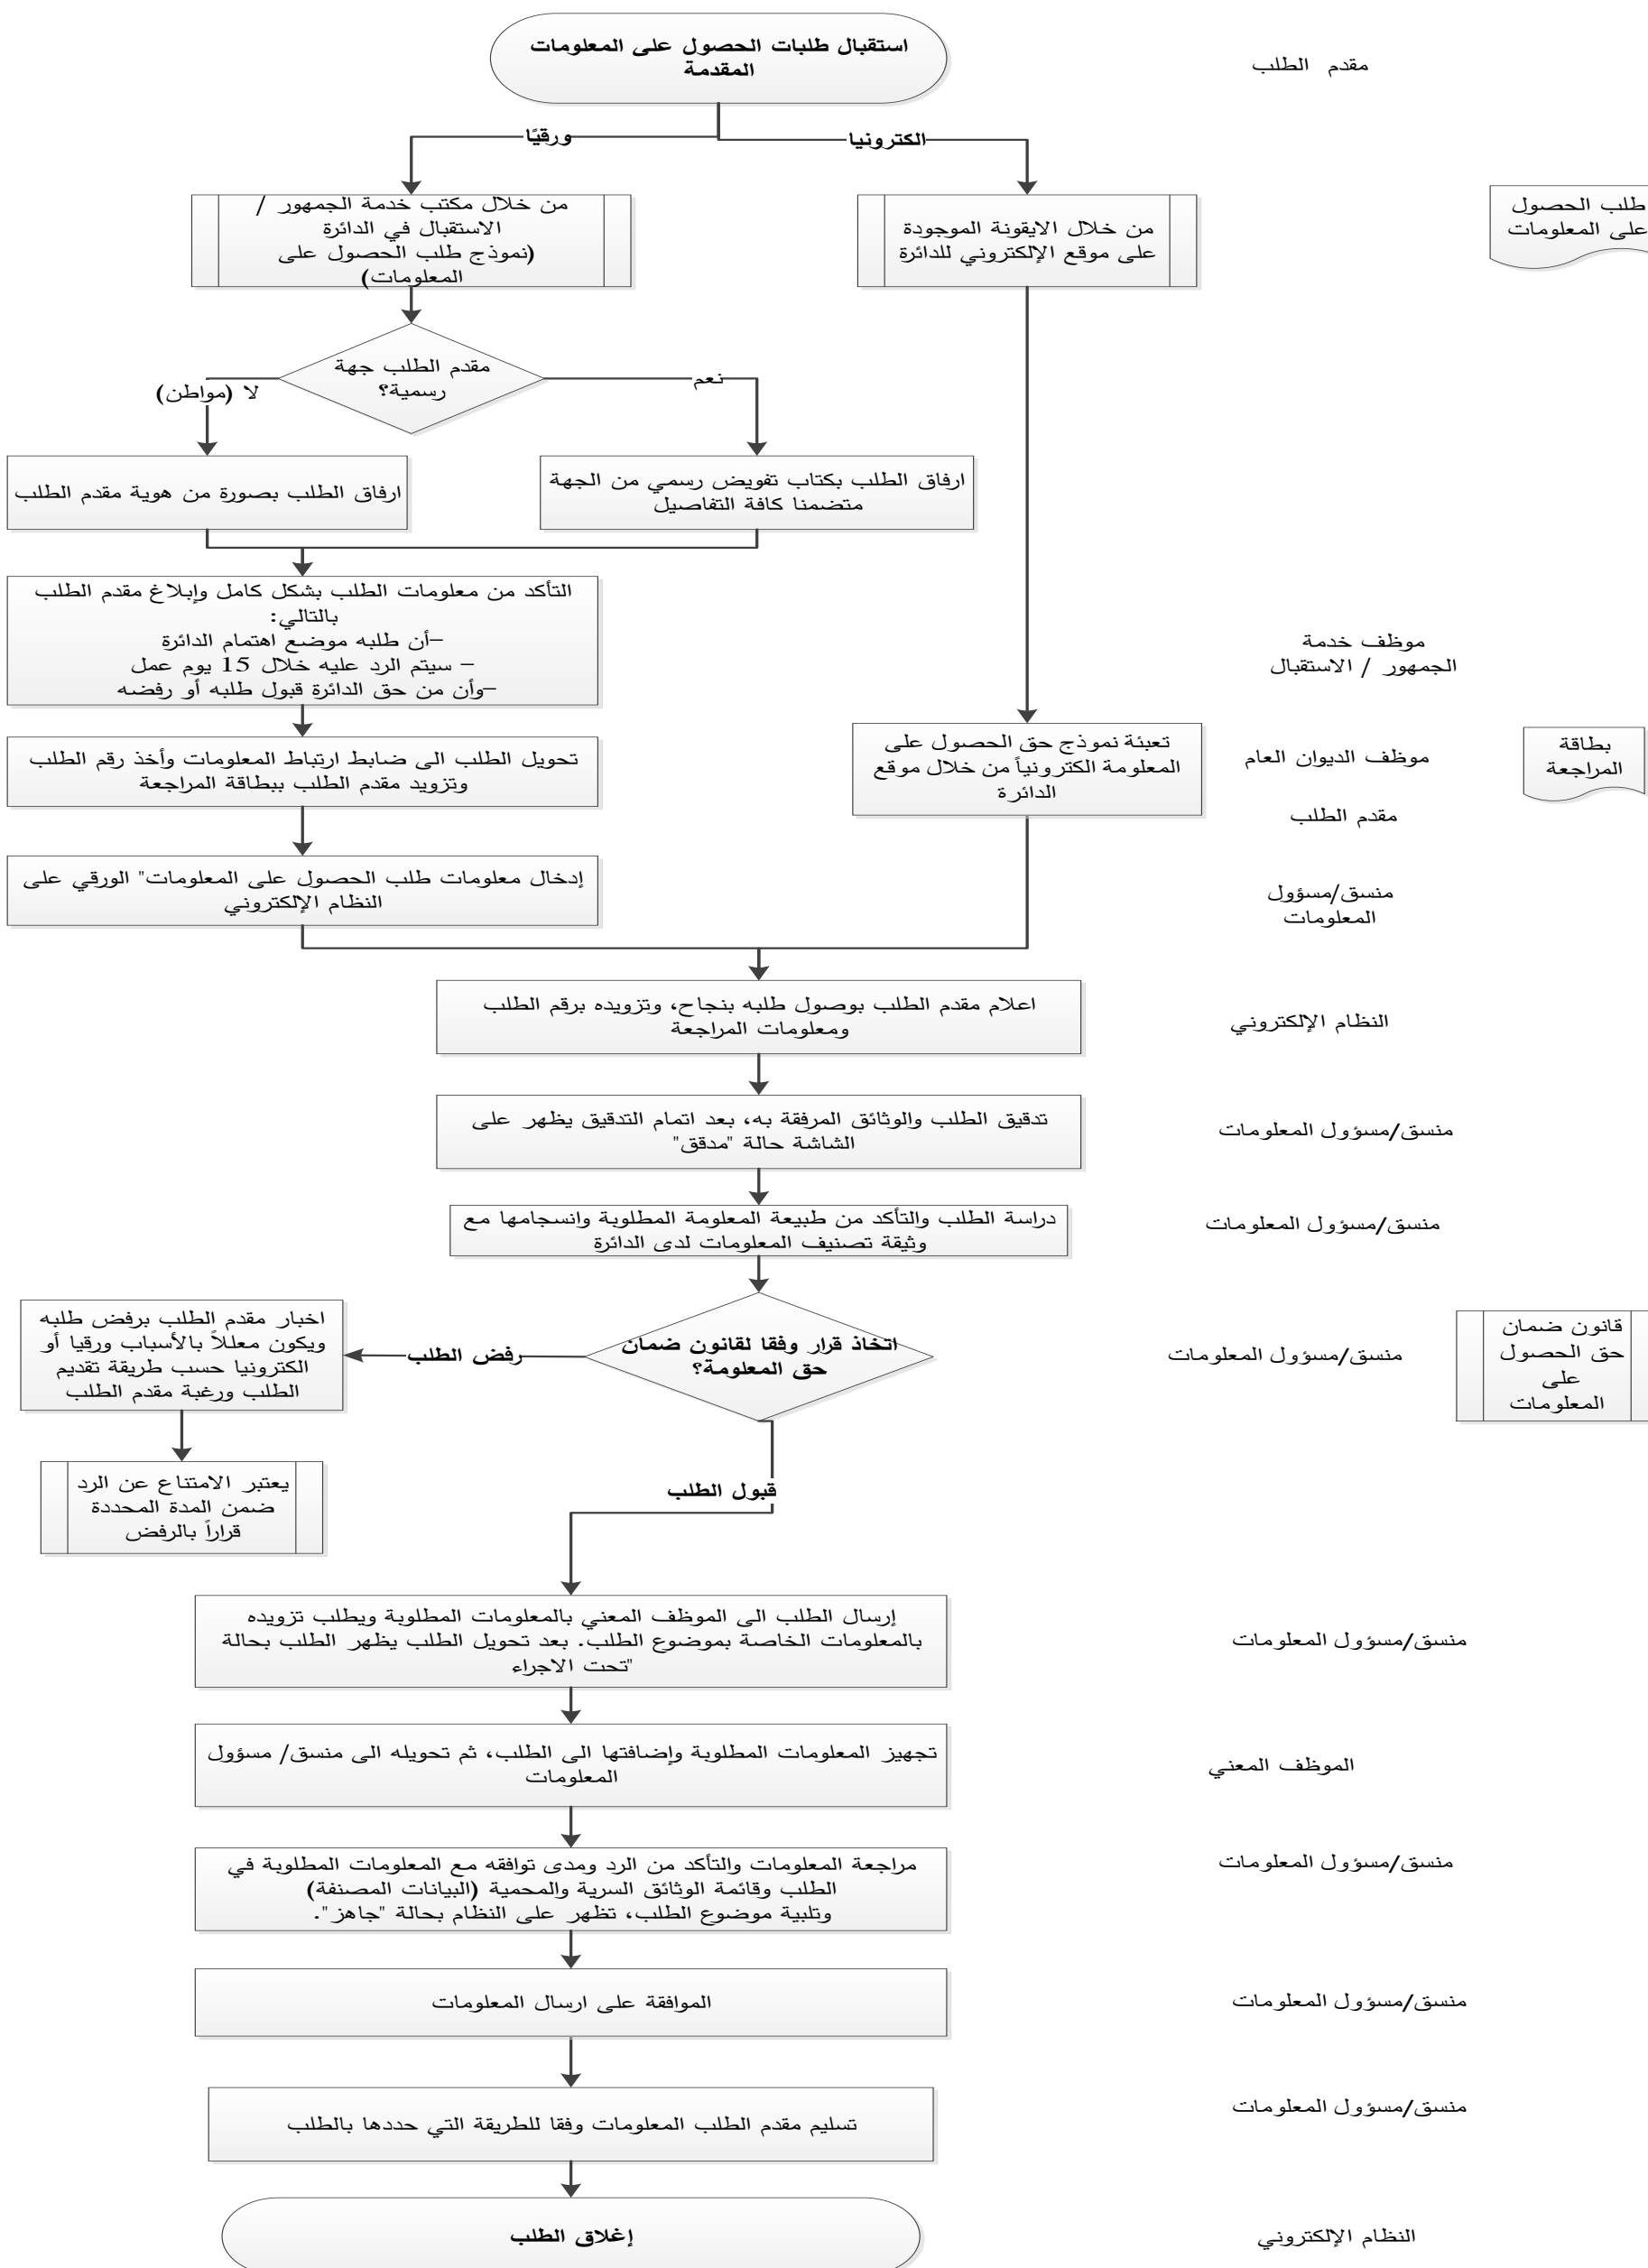 استقبال طلبات الحصول على المعلومات
المقدمة
مقدم الطلب
الكترونيا
ورقيًا
من خلال مكتب خدمة الجمهور /
الاستقبال في الدائرة
(نموذج طلب الحصول على
المعلومات)
من خلال الايقونة الموجودة
على موقع الإلكتروني للدائرة
طلب الحصول
على المعلومات
مقدم الطلب جهة
رسمية؟
نعم
لا (مواطن)
ارفاق الطلب بكتاب تفويض رسمي من الجهة
متضمنا كافة التفاصيل
ارفاق الطلب بصورة من هوية مقدم الطلب
التأكد من معلومات الطلب بشكل كامل وإبلاغ مقدم الطلب
بالتالي:
–أن طلبه موضع اهتمام الدائرة
– سيتم الرد عليه خلال 15 يوم عمل
–وأن من حق الدائرة قبول طلبه أو رفضه
موظف خدمة
الجمهور / الاستقبال
تحويل الطلب الى ضابط ارتباط المعلومات وأخذ رقم الطلب
وتزويد مقدم الطلب ببطاقة المراجعة
تعبئة نموذج حق الحصول على
المعلومة الكترونياً من خلال موقع
الدائرة
موظف الديوان العام
مقدم الطلب
بطاقة
المراجعة
إدخال معلومات طلب الحصول على المعلومات" الورقي على
النظام الإلكتروني
منسق/مسؤول
المعلومات
اعلام مقدم الطلب بوصول طلبه بنجاح، وتزويده برقم الطلب
ومعلومات المراجعة
النظام الإلكتروني
تدقيق الطلب والوثائق المرفقة به، بعد اتمام التدقيق يظهر على
الشاشة حالة "مدقق"
منسق/مسؤول المعلومات
دراسة الطلب والتأكد من طبيعة المعلومة المطلوبة وانسجامها مع
وثيقة تصنيف المعلومات لدى الدائرة
منسق/مسؤول المعلومات
اتخاذ قرار وفقا لقانون ضمان
حق المعلومة؟
رفض الطلب
اخبار مقدم الطلب برفض طلبه
ويكون معللاً بالأسباب ورقيا أو
الكترونيا حسب طريقة تقديم
الطلب ورغبة مقدم الطلب
منسق/مسؤول المعلومات
قانون ضمان
حق الحصول
على
المعلومات
يعتبر الامتناع عن الرد
ضمن المدة المحددة
قراراً بالرفض
قبول الطلب
إرسال الطلب الى الموظف المعني بالمعلومات المطلوبة ويطلب تزويده
بالمعلومات الخاصة بموضوع الطلب. بعد تحويل الطلب يظهر الطلب بحالة
"تحت الاجراء
منسق/مسؤول المعلومات
تجهيز المعلومات المطلوبة وإضافتها الى الطلب، ثم تحويله الى منسق/ مسؤول
المعلومات
الموظف المعني
مراجعة المعلومات والتأكد من الرد ومدى توافقه مع المعلومات المطلوبة في
الطلب وقائمة الوثائق السرية والمحمية (البيانات المصنفة)
وتلبية موضوع الطلب، تظهر على النظام بحالة "جاهز".
منسق/مسؤول المعلومات
الموافقة على ارسال المعلومات
منسق/مسؤول المعلومات
تسليم مقدم الطلب المعلومات وفقا للطريقة التي حددها بالطلب
منسق/مسؤول المعلومات
إغلاق الطلب
النظام الإلكتروني